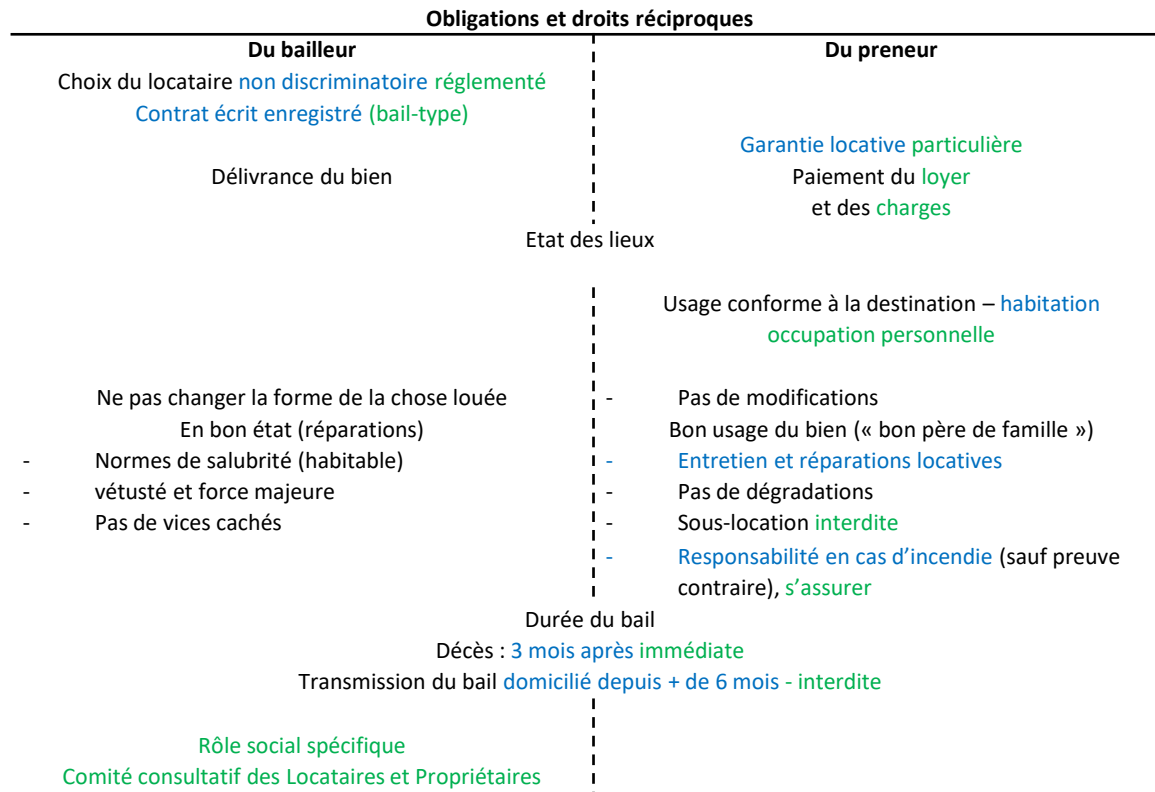 Obligations et droits réciproques
Du bailleur
Choix du locataire non discriminatoire réglementé
Contrat écrit enregistré (bail-type)
Délivrance du bien
Du preneur
Garantie locative particulière
Paiement du loyer
et des charges
Etat des lieux
Usage conforme à la destination – habitation
occupation personnelle
Ne pas changer la forme de la chose louée
En bon état (réparations)
- Normes de salubrité (habitable)
- vétusté et force majeure
- Pas de vices cachés
- Pas de modifications
Bon usage du bien (« bon père de famille »)
- Entretien et réparations locatives
- Pas de dégradations
- Sous-location interdite
- Responsabilité en cas d’incendie (sauf preuve
contraire), s’assurer
Durée du bail
Décès : 3 mois après immédiate
Transmission du bail domicilié depuis + de 6 mois - interdite
Rôle social spécifique
Comité consultatif des Locataires et Propriétaires